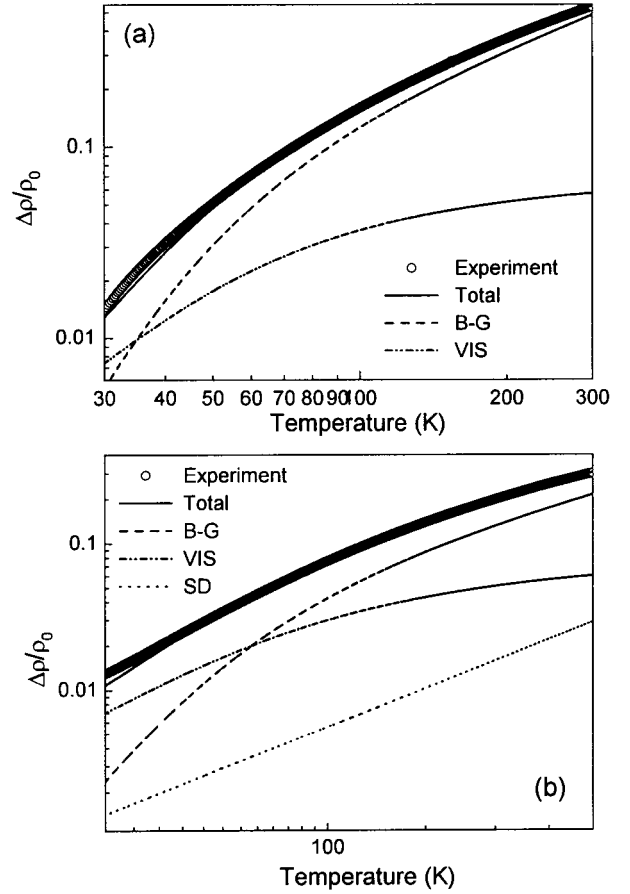 (a)
0.1
0.01
Δρ/ρ0
Experiment
Total
B-G
VIS
30 40 50 60 70 80 90 100 200 300
Temperature (K)
Experiment
Total
B-G
VIS
SD
0.1
0.01
Δρ/ρ0
(b)
100
Temperature (K)